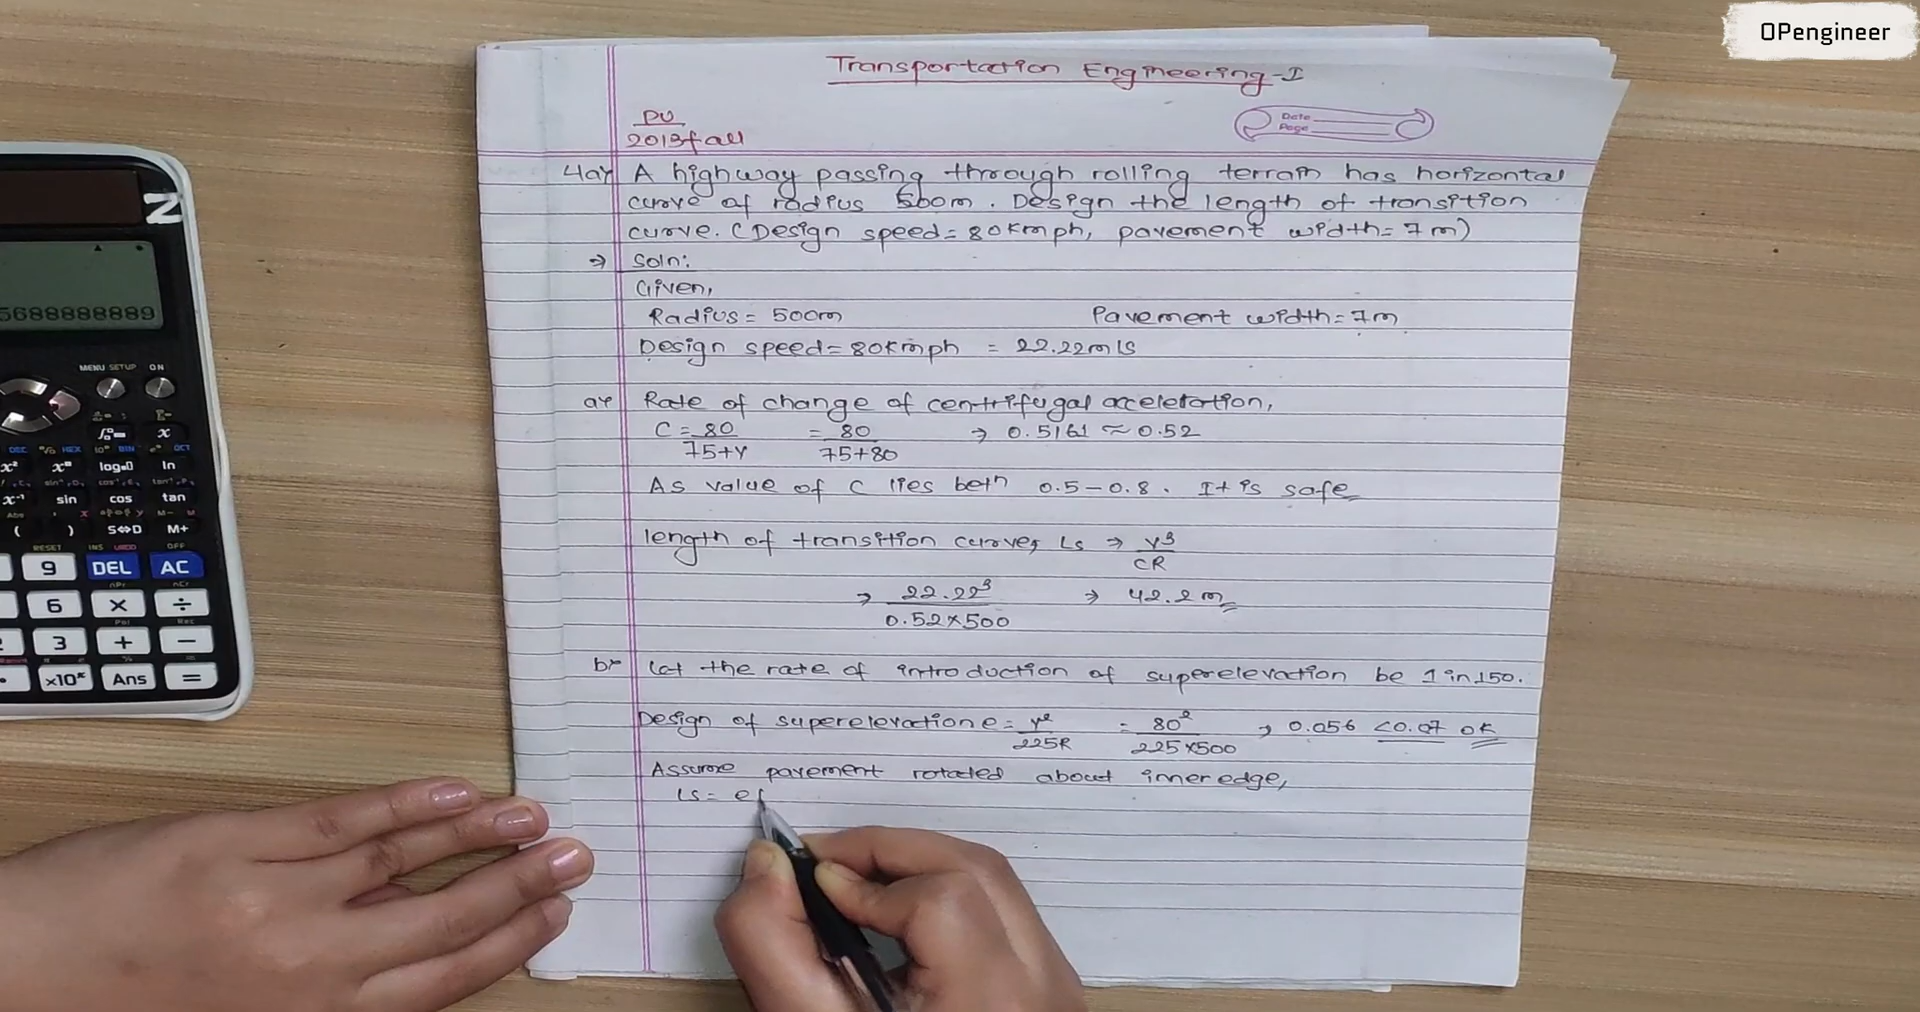 OPengineer
Transportation Engineering-I
PU
2013fall
Date
Page
4a> A highway passing through rolling terrain has horizontal
curve of radius 500m. Design the length of transition
curve. (Design speed= 80kmph, pavement width= 7m)
→ Soln:
Given,
Radius= 500m Pavement width= 7m
Design speed= 80kmph = 22.22m/s
a> Rate of change of centrifugal acceleration,
C = 80/75+V = 80/75+80 → 0.5161 ≈ 0.52
As value of C lies betn 0.5-0.8. It is safe
length of transition curve, Ls → V³/CR
→ 22.22³/0.52×500 → 42.2m
b> Let the rate of introduction of superelevation be 1 in 150.
Design of superelevation e = V²/225R = 80²/225×500 → 0.056 <0.07 OK
Assume pavement rotated about inner edge,
Ls = e
5688888889
MENU SETUP ON
log ln
sin cos tan
( ) S⇔D M+
9 DEL AC
6 × ÷
3 + −
×10ˣ Ans =